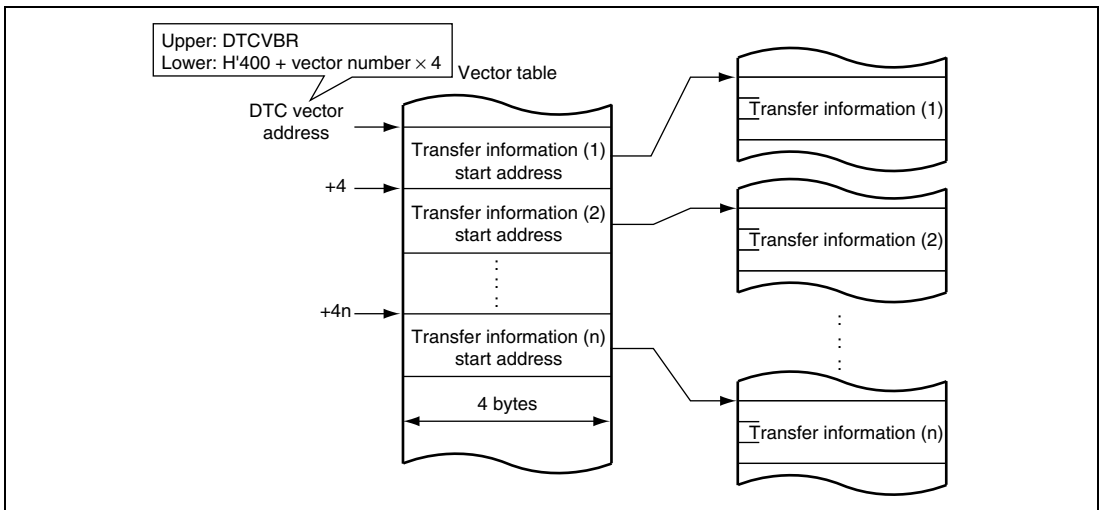 Upper: DTCVBR
Lower: H'400 + vector number × 4
Vector table
DTC vector
address
Transfer information (1)
start address
+4
Transfer information (2)
start address
+4n
Transfer information (n)
start address
4 bytes
Transfer information (1)
Transfer information (2)
Transfer information (n)